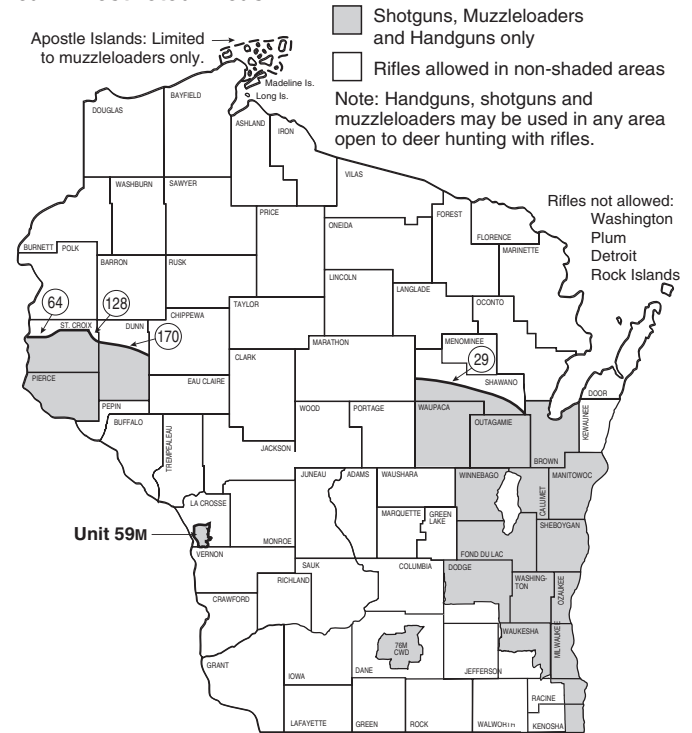 Shotguns, Muzzleloaders
and Handguns only
Rifles allowed in non-shaded areas
Note: Handguns, shotguns and
muzzleloaders may be used in any area
open to deer hunting with rifles.
Apostle Islands: Limited
to muzzleloaders only.
Madeline Is.
Long Is.
BAYFIELD
DOUGLAS
ASHLAND
IRON
VILAS
WASHBURN
SAWYER
PRICE
ONEIDA
FOREST
FLORENCE
MARINETTE
Rifles not allowed:
Washington
Plum
Detroit
Rock Islands
BURNETT
POLK
BARRON
RUSK
LINCOLN
LANGLADE
OCONTO
TAYLOR
64
128
170
ST. CROIX
DUNN
CHIPPEWA
MARATHON
MENOMINEE
29
SHAWANO
CLARK
PIERCE
EAU CLAIRE
DOOR
PEPIN
BUFFALO
TREMPEALEAU
JACKSON
WOOD
PORTAGE
WAUPACA
OUTAGAMIE
BROWN
KEWAUNEE
JUNEAU
ADAMS
WAUSHARA
WINNEBAGO
CALUMET
MANITOWOC
LA CROSSE
MONROE
MARQUETTE
GREEN
LAKE
SHEBOYGAN
Unit 59M
VERNON
FOND DU LAC
SAUK
COLUMBIA
DODGE
RICHLAND
WASHING-
TON
OZAUKEE
CRAWFORD
WAUKESHA
MILWAUKEE
76M
CWD
GRANT
IOWA
DANE
JEFFERSON
RACINE
LAFAYETTE
GREEN
ROCK
WALWORTH
KENOSHA